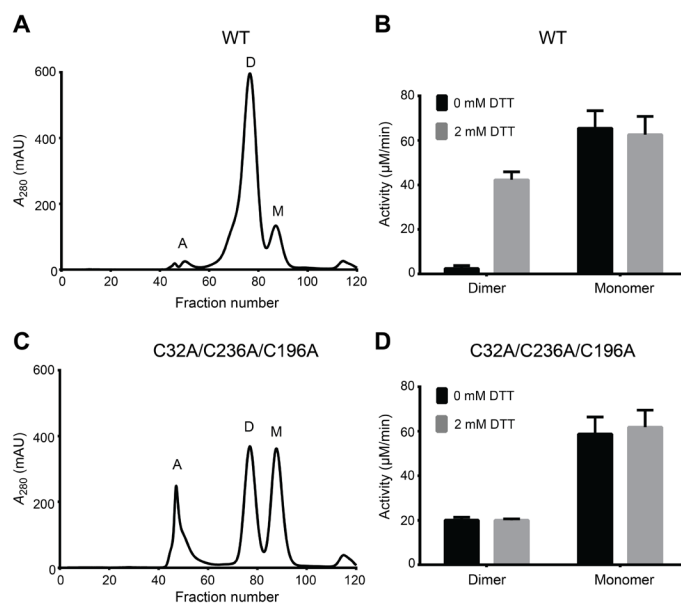 A
WT
600
400
200
0
A₂₈₀ (mAU)
A
D
M
0 20 40 60 80 100 120
Fraction number
B
WT
80
60
40
20
0
Activity (µM/min)
0 mM DTT
2 mM DTT
Dimer Monomer
C
C32A/C236A/C196A
600
400
200
0
A₂₈₀ (mAU)
A
D
M
0 20 40 60 80 100 120
Fraction number
D
C32A/C236A/C196A
80
60
40
20
0
Activity (µM/min)
0 mM DTT
2 mM DTT
Dimer Monomer